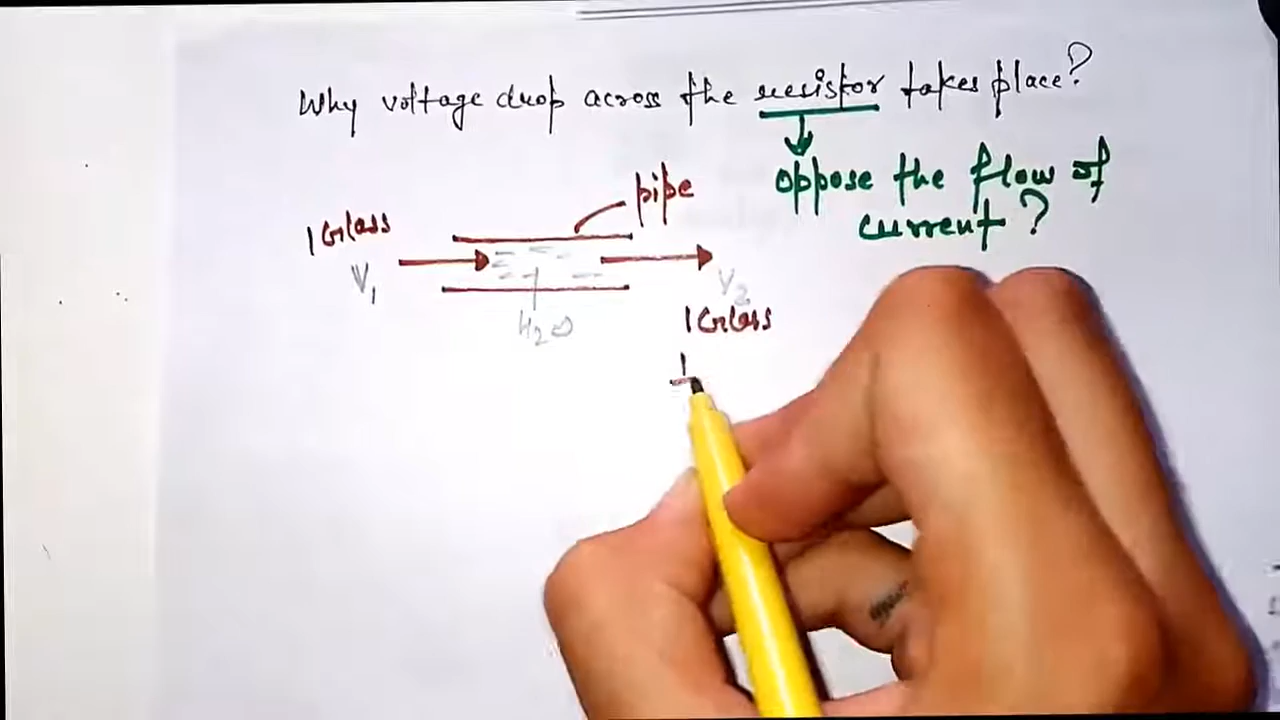 Why voltage drop across the resistor takes place?
oppose the flow of
current?
pipe
1 Glass
V1
V2
H2O
1 Glass
1